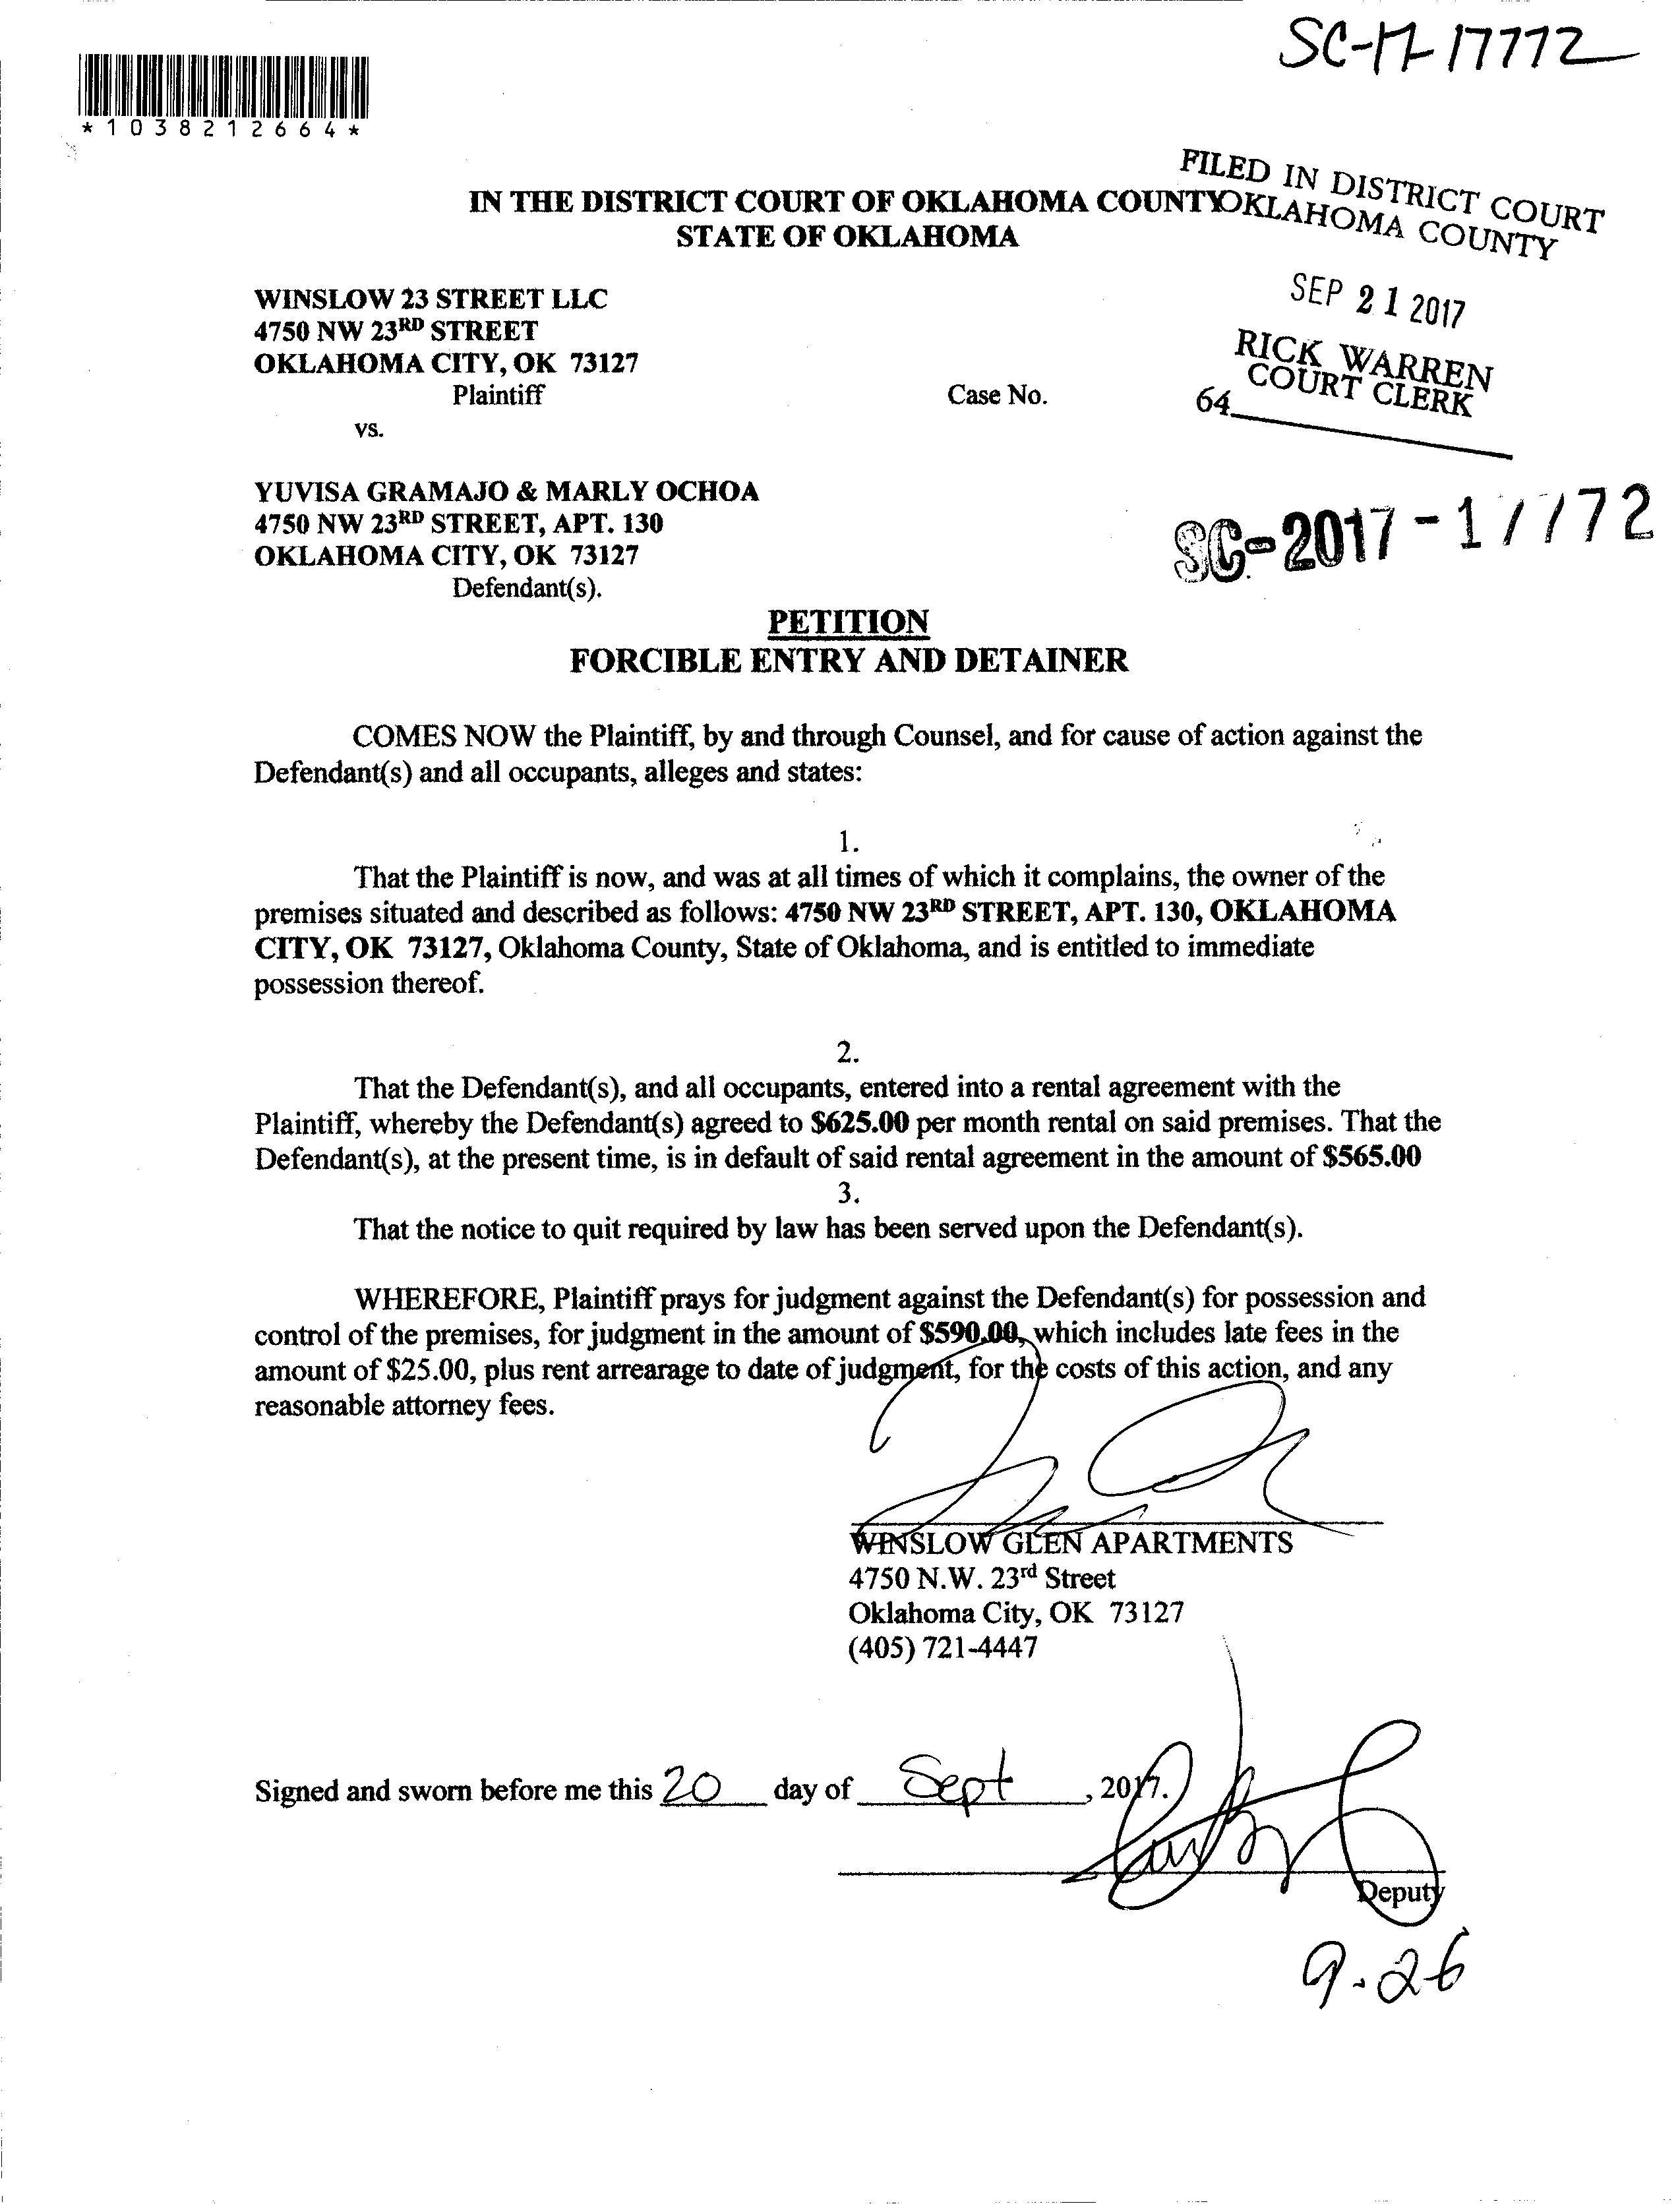 SC-17-17772
*1038212664*
FILED IN DISTRICT COURT
OKLAHOMA COUNTY
IN THE DISTRICT COURT OF OKLAHOMA COUNTY
STATE OF OKLAHOMA
SEP 21 2017
WINSLOW 23 STREET LLC
4750 NW 23RD STREET
OKLAHOMA CITY, OK 73127
Plaintiff
RICK WARREN
COURT CLERK
Case No.
64
vs.
YUVISA GRAMAJO & MARLY OCHOA
4750 NW 23RD STREET, APT. 130
OKLAHOMA CITY, OK 73127
Defendant(s).
SC-2017-17772
PETITION
FORCIBLE ENTRY AND DETAINER
COMES NOW the Plaintiff, by and through Counsel, and for cause of action against the
Defendant(s) and all occupants, alleges and states:
1.
That the Plaintiff is now, and was at all times of which it complains, the owner of the
premises situated and described as follows: 4750 NW 23RD STREET, APT. 130, OKLAHOMA
CITY, OK 73127, Oklahoma County, State of Oklahoma, and is entitled to immediate
possession thereof.
2.
That the Defendant(s), and all occupants, entered into a rental agreement with the
Plaintiff, whereby the Defendant(s) agreed to $625.00 per month rental on said premises. That the
Defendant(s), at the present time, is in default of said rental agreement in the amount of $565.00
3.
That the notice to quit required by law has been served upon the Defendant(s).
WHEREFORE, Plaintiff prays for judgment against the Defendant(s) for possession and
control of the premises, for judgment in the amount of $590.00, which includes late fees in the
amount of $25.00, plus rent arrearage to date of judgment, for the costs of this action, and any
reasonable attorney fees.
WINSLOW GLEN APARTMENTS
4750 N.W. 23rd Street
Oklahoma City, OK 73127
(405) 721-4447
Signed and sworn before me this 20 day of Sept, 2017.
Deputy
9-26